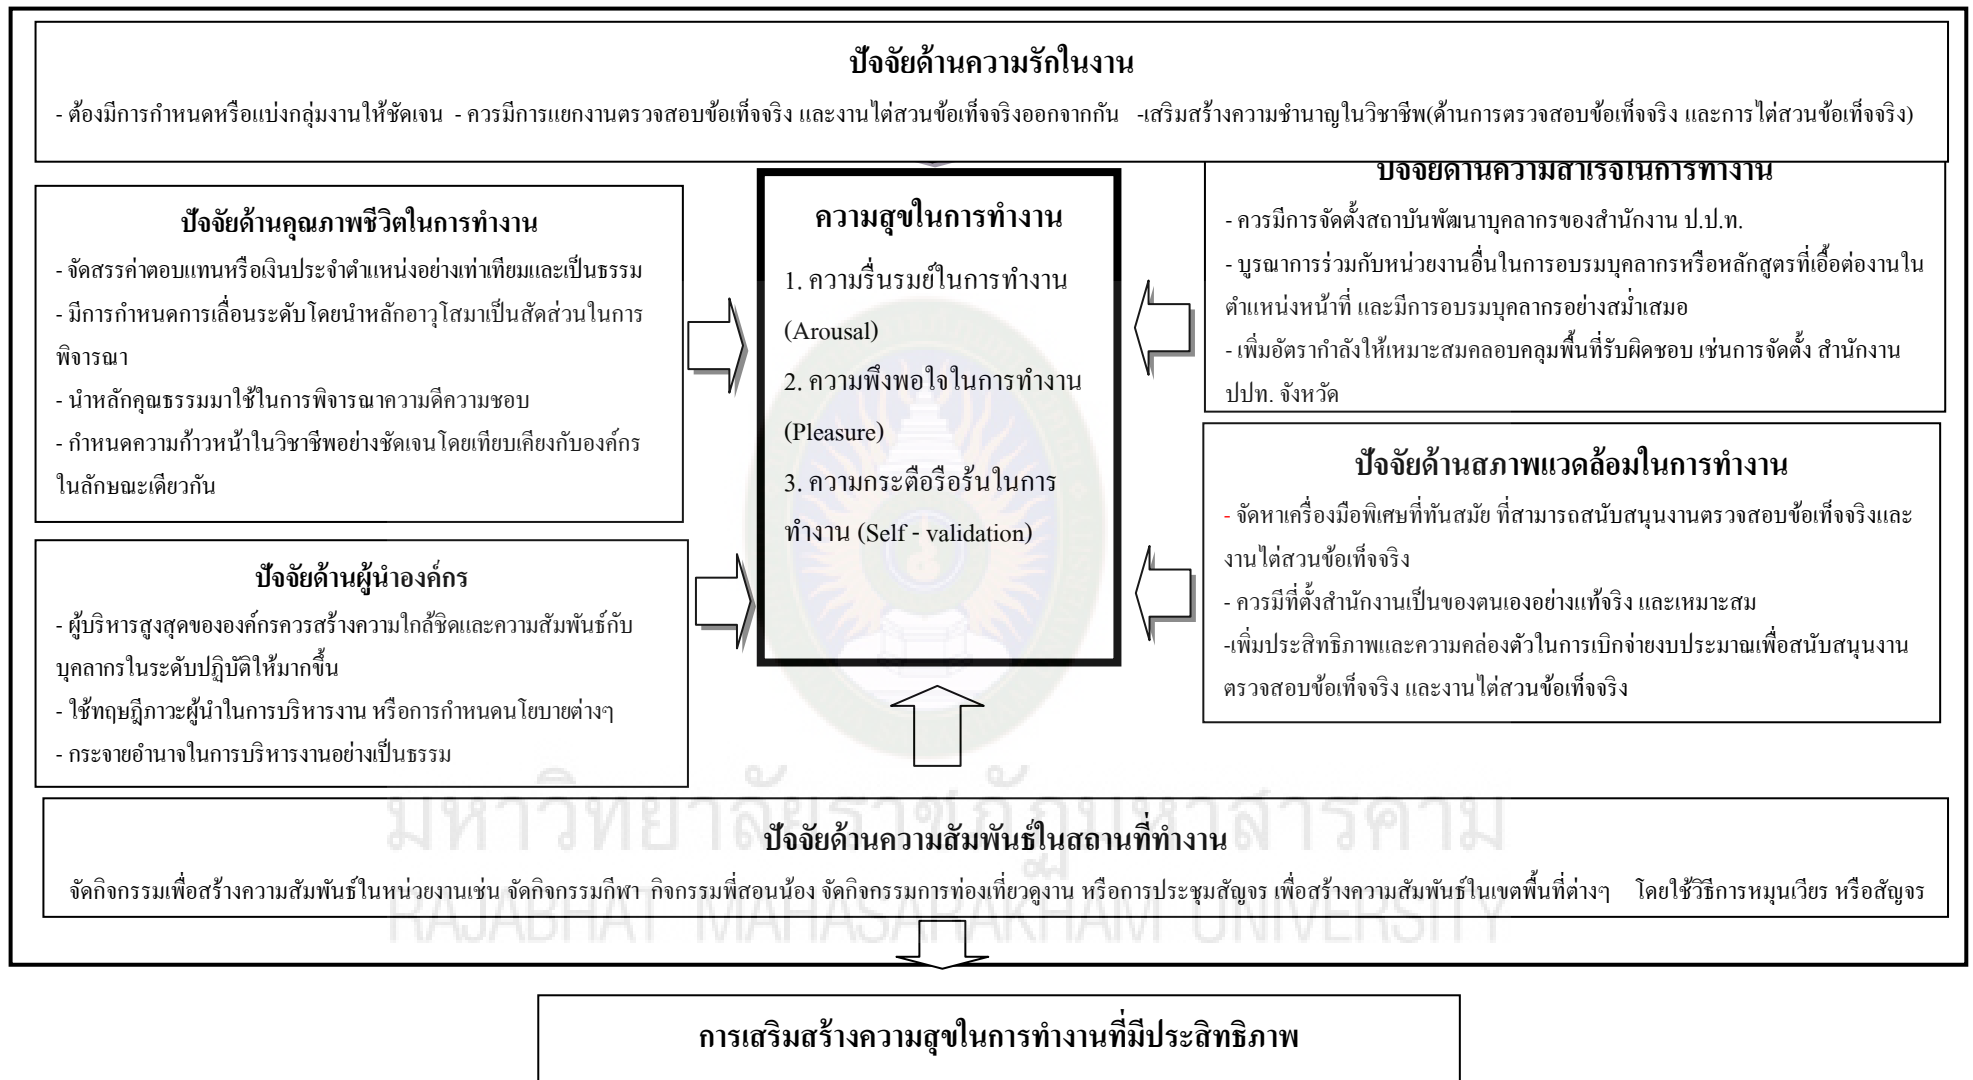 ปัจจัยด้านความรักในงาน
- ต้องมีการกำหนดหรือแบ่งกลุ่มงานให้ชัดเจน - ควรมีการแยกงานตรวจสอบข้อเท็จจริง และงานไต่สวนข้อเท็จจริงออกจากกัน -เสริมสร้างความชำนาญในวิชาชีพ(ด้านการตรวจสอบข้อเท็จจริง และการไต่สวนข้อเท็จจริง)
ปัจจัยด้านคุณภาพชีวิตในการทำงาน
- จัดสรรค่าตอบแทนหรือเงินประจำตำแหน่งอย่างเท่าเทียมและเป็นธรรม
- มีการกำหนดการเลื่อนระดับโดยนำหลักอาวุโสมาเป็นสัดส่วนในการ
พิจารณา
- นำหลักคุณธรรมมาใช้ในการพิจารณาความดีความชอบ
- กำหนดความก้าวหน้าในวิชาชีพอย่างชัดเจนโดยเทียบเคียงกับองค์กร
ในลักษณะเดียวกัน
ปัจจัยด้านผู้นำองค์กร
- ผู้บริหารสูงสุดขององค์กรควรสร้างความใกล้ชิดและความสัมพันธ์กับ
บุคลากรในระดับปฏิบัติให้มากขึ้น
- ใช้ทฤษฎีภาวะผู้นำในการบริหารงาน หรือการกำหนดนโยบายต่างๆ
- กระจายอำนาจในการบริหารงานอย่างเป็นธรรม
ความสุขในการทำงาน
1. ความรื่นรมย์ในการทำงาน
(Arousal)
2. ความพึงพอใจในการทำงาน
(Pleasure)
3. ความกระตือรือร้นในการ
ทำงาน (Self - validation)
ปัจจัยด้านความสำเร็จในการทำงาน
- ควรมีการจัดตั้งสถาบันพัฒนาบุคลากรของสำนักงาน ป.ป.ท.
- บูรณาการร่วมกับหน่วยงานอื่นในการอบรมบุคลากรหรือหลักสูตรที่เอื้อต่องานใน
ตำแหน่งหน้าที่ และมีการอบรมบุคลากรอย่างสม่ำเสมอ
- เพิ่มอัตรากำลังให้เหมาะสมคลอบคลุมพื้นที่รับผิดชอบ เช่นการจัดตั้ง สำนักงาน
ปปท. จังหวัด
ปัจจัยด้านสภาพแวดล้อมในการทำงาน
- จัดหาเครื่องมือพิเศษที่ทันสมัย ที่สามารถสนับสนุนงานตรวจสอบข้อเท็จจริงและ
งานไต่สวนข้อเท็จจริง
- ควรมีที่ตั้งสำนักงานเป็นของตนเองอย่างแท้จริง และเหมาะสม
-เพิ่มประสิทธิภาพและความคล่องตัวในการเบิกจ่ายงบประมาณเพื่อสนับสนุนงาน
ตรวจสอบข้อเท็จจริง และงานไต่สวนข้อเท็จจริง
มหาวิทยาลัยราชภัฏมหาสารคาม
ปัจจัยด้านความสัมพันธ์ในสถานที่ทำงาน
จัดกิจกรรมเพื่อสร้างความสัมพันธ์ในหน่วยงานเช่น จัดกิจกรรมกีฬา กิจกรรมพี่สอนน้อง จัดกิจกรรมการท่องเที่ยวดูงาน หรือการประชุมสัญจร เพื่อสร้างความสัมพันธ์ในเขตพื้นที่ต่างๆ โดยใช้วิธีการหมุนเวียร หรือสัญจร
RAJABHAT MAHASARAKHAM UNIVERSITY
การเสริมสร้างความสุขในการทำงานที่มีประสิทธิภาพ